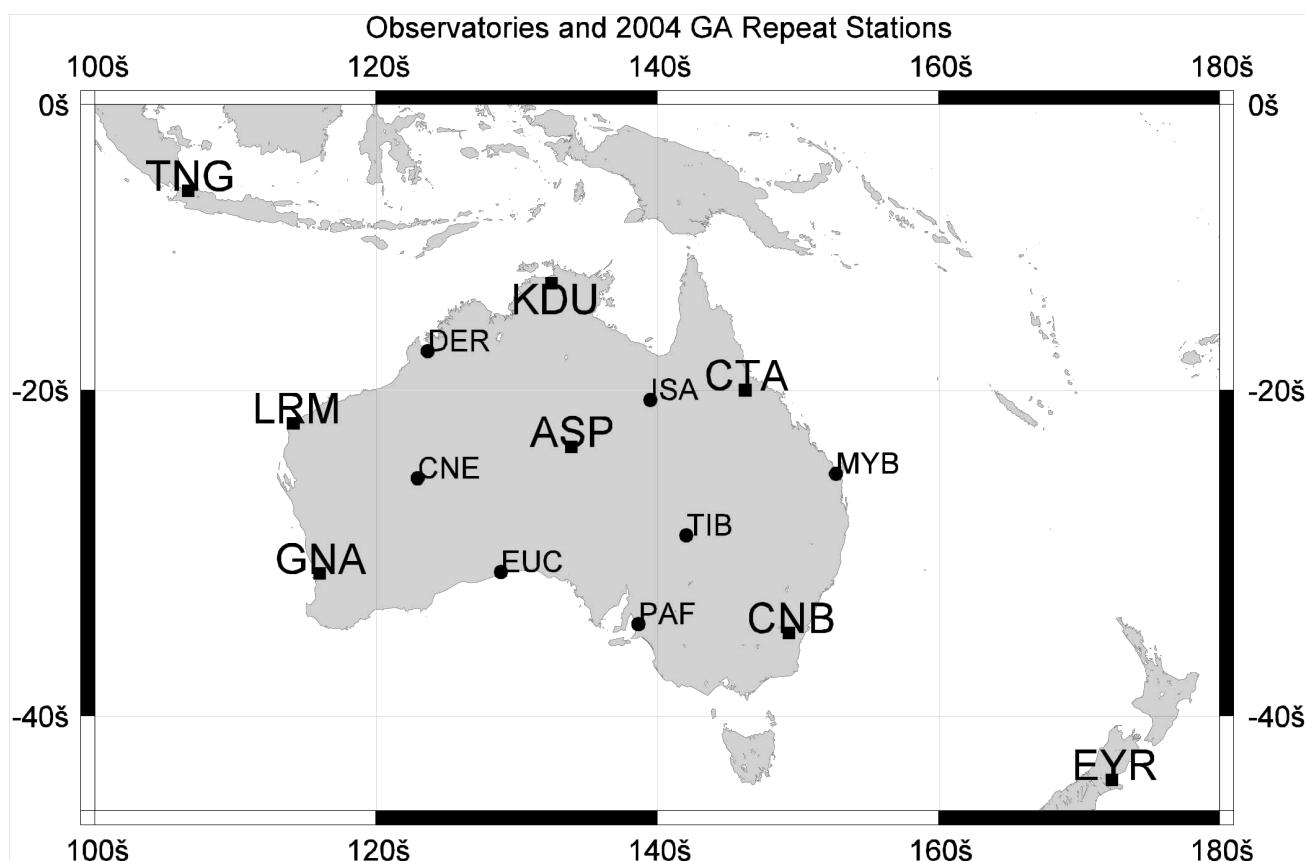 Observatories and 2004 GA Repeat Stations
100š 120š 140š 160š 180š
0š 0š
TNG
KDU
DER
CTA
-20š ISA -20š
LRM
ASP
CNE MYB
TIB
GNA EUC
PAF CNB
-40š -40š
EYR
100š 120š 140š 160š 180š